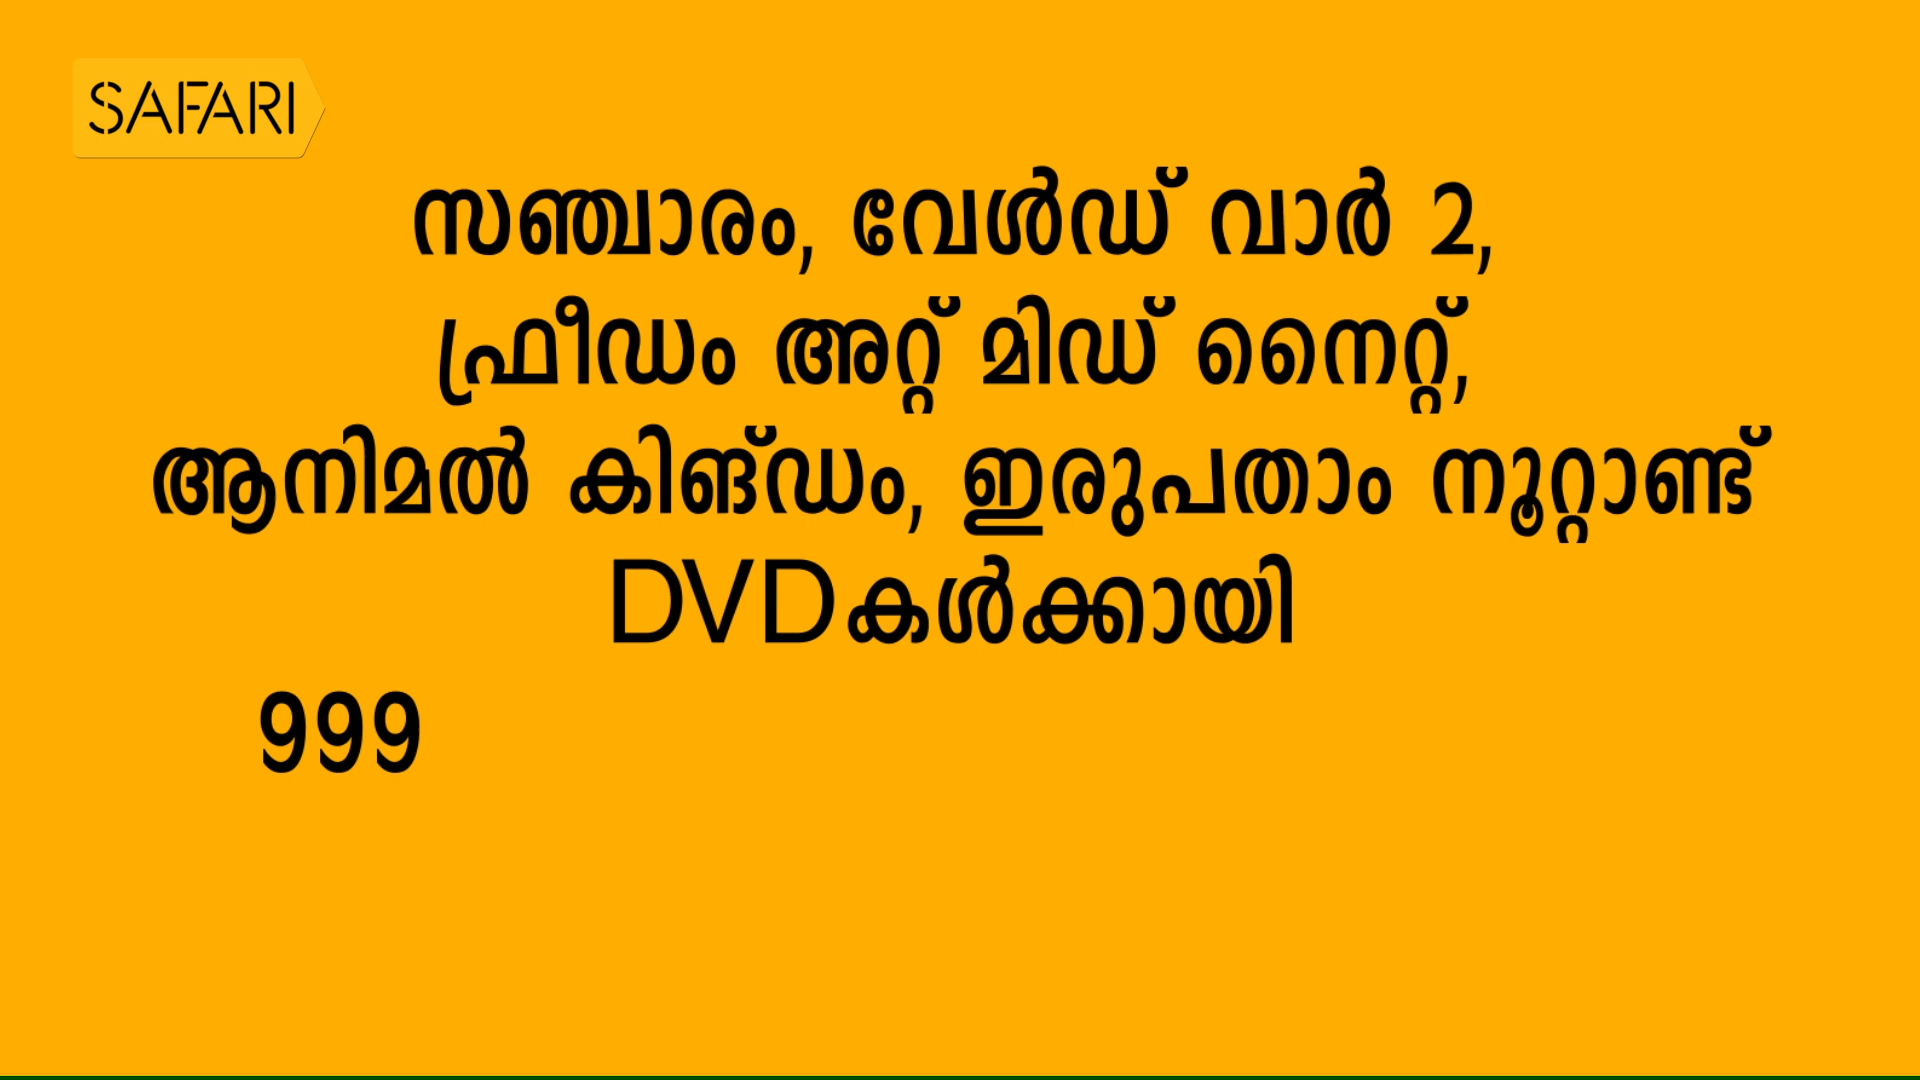 SAFARI
സഞ്ചാരം, വേൾഡ് വാർ 2,
ഫ്രീഡം അറ്റ് മിഡ് നൈറ്റ്,
ആനിമൽ കിങ്ഡം, ഇരുപതാം നൂറ്റാണ്ട്
DVDകൾക്കായി
999